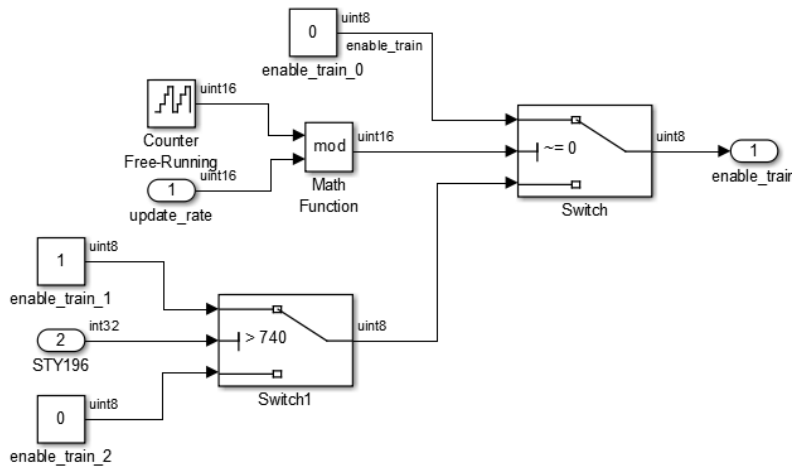 0
uint8
enable_train
enable_train_0
uint16
Counter
Free-Running
mod
uint16
Math
Function
1
uint16
update_rate
~= 0
uint8
Switch
1
enable_train
1
uint8
enable_train_1
2
int32
STY196
> 740
uint8
Switch1
0
uint8
enable_train_2